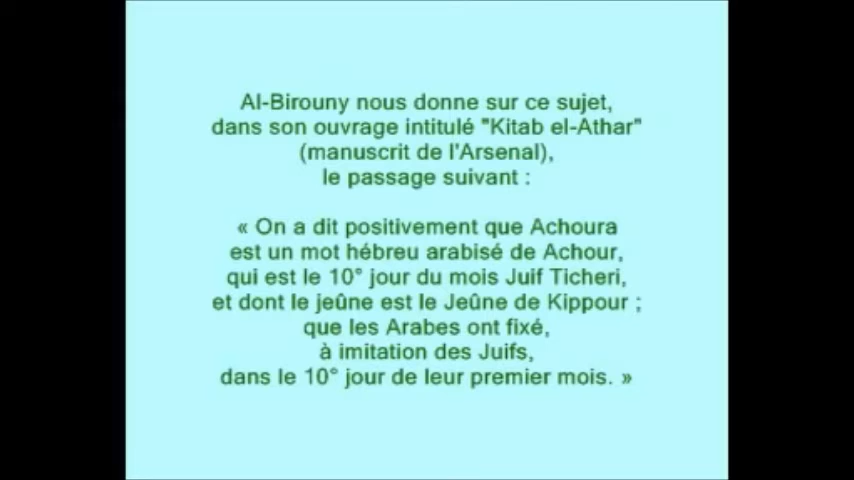 Al-Birouny nous donne sur ce sujet,
dans son ouvrage intitulé "Kitab el-Athar"
(manuscrit de l'Arsenal),
le passage suivant :
« On a dit positivement que Achoura
est un mot hébreu arabisé de Achour,
qui est le 10° jour du mois Juif Ticheri,
et dont le jeûne est le Jeûne de Kippour ;
que les Arabes ont fixé,
à imitation des Juifs,
dans le 10° jour de leur premier mois. »